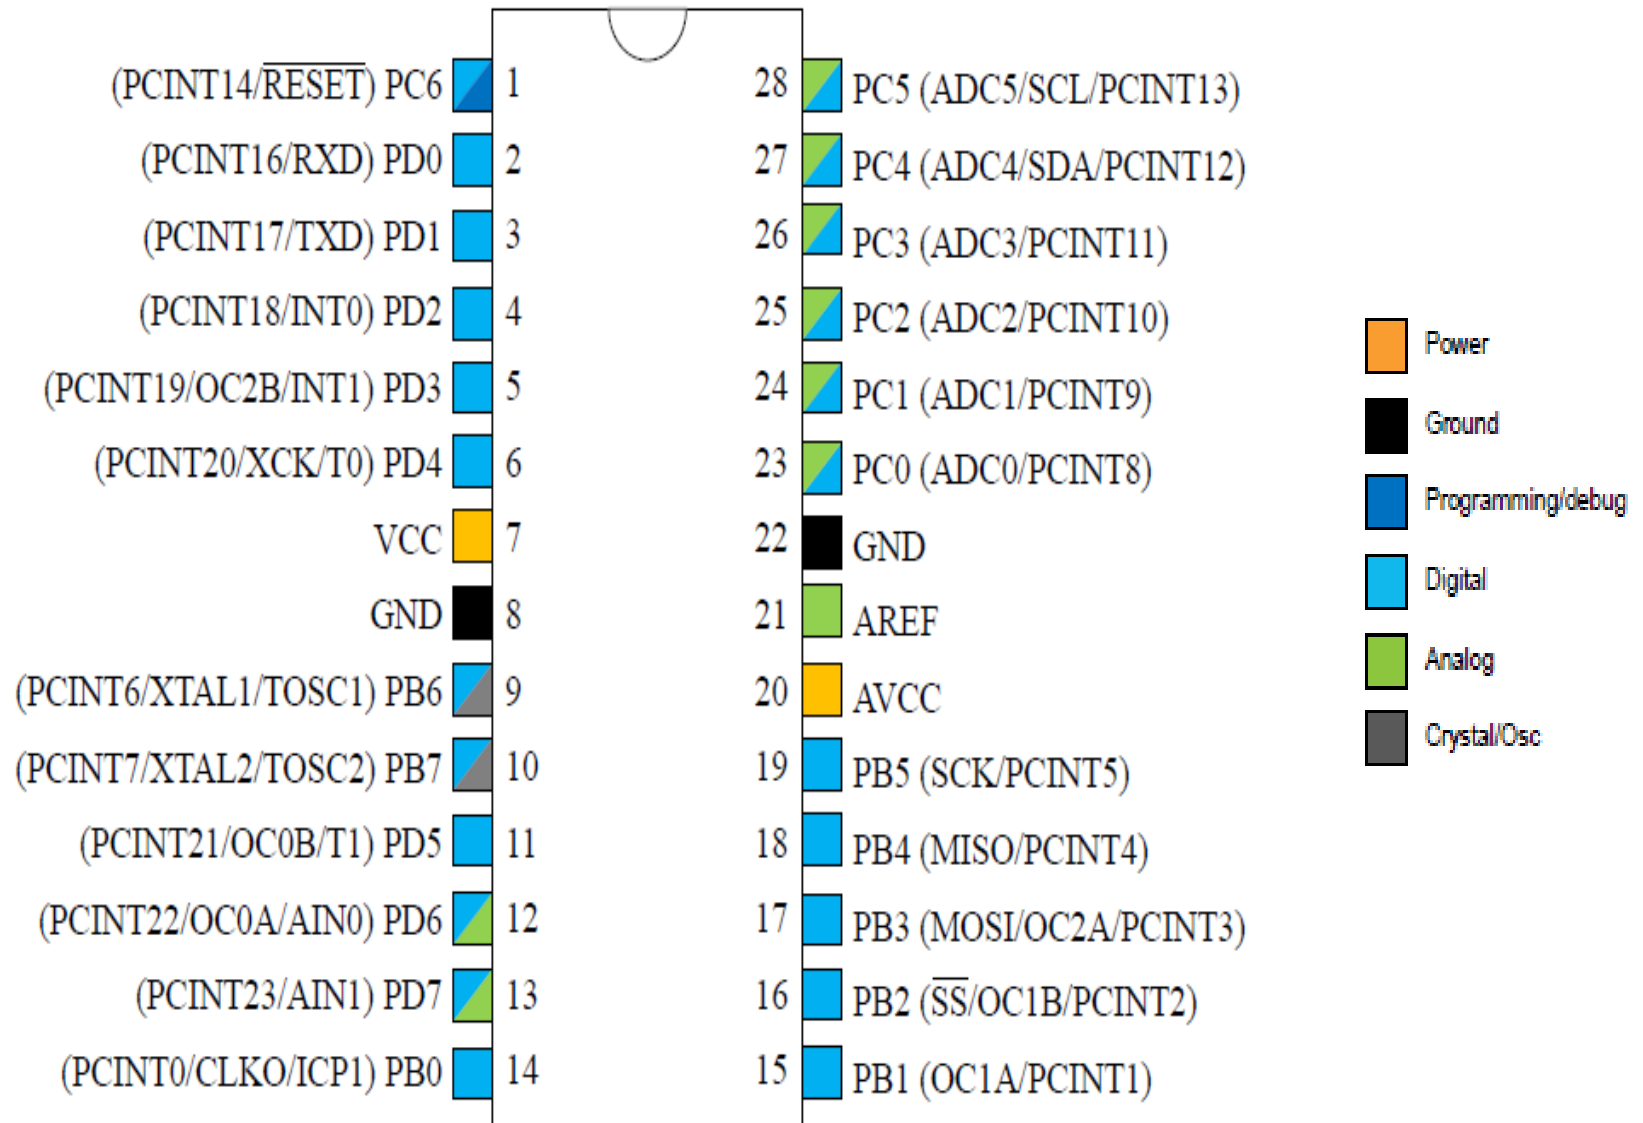 (PCINT14/RESET) PC6 1
(PCINT16/RXD) PD0 2
(PCINT17/TXD) PD1 3
(PCINT18/INT0) PD2 4
(PCINT19/OC2B/INT1) PD3 5
(PCINT20/XCK/T0) PD4 6
VCC 7
GND 8
(PCINT6/XTAL1/TOSC1) PB6 9
(PCINT7/XTAL2/TOSC2) PB7 10
(PCINT21/OC0B/T1) PD5 11
(PCINT22/OC0A/AIN0) PD6 12
(PCINT23/AIN1) PD7 13
(PCINT0/CLKO/ICP1) PB0 14
28 PC5 (ADC5/SCL/PCINT13)
27 PC4 (ADC4/SDA/PCINT12)
26 PC3 (ADC3/PCINT11)
25 PC2 (ADC2/PCINT10)
24 PC1 (ADC1/PCINT9)
23 PC0 (ADC0/PCINT8)
22 GND
21 AREF
20 AVCC
19 PB5 (SCK/PCINT5)
18 PB4 (MISO/PCINT4)
17 PB3 (MOSI/OC2A/PCINT3)
16 PB2 (SS/OC1B/PCINT2)
15 PB1 (OC1A/PCINT1)
Power
Ground
Programming/debug
Digital
Analog
Crystal/Osc